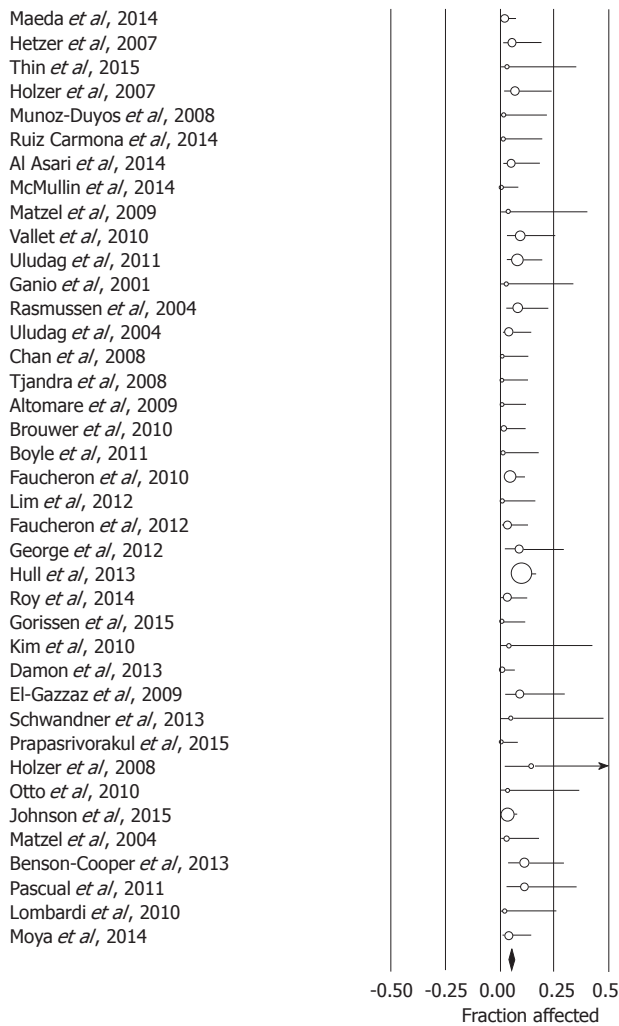 Maeda et al, 2014
Hetzer et al, 2007
Thin et al, 2015
Holzer et al, 2007
Munoz-Duyos et al, 2008
Ruiz Carmona et al, 2014
Al Asari et al, 2014
McMullin et al, 2014
Matzel et al, 2009
Vallet et al, 2010
Uludag et al, 2011
Ganio et al, 2001
Rasmussen et al, 2004
Uludag et al, 2004
Chan et al, 2008
Tjandra et al, 2008
Altomare et al, 2009
Brouwer et al, 2010
Boyle et al, 2011
Faucheron et al, 2010
Lim et al, 2012
Faucheron et al, 2012
George et al, 2012
Hull et al, 2013
Roy et al, 2014
Gorissen et al, 2015
Kim et al, 2010
Damon et al, 2013
El-Gazzaz et al, 2009
Schwandner et al, 2013
Prapasrivorakul et al, 2015
Holzer et al, 2008
Otto et al, 2010
Johnson et al, 2015
Matzel et al, 2004
Benson-Cooper et al, 2013
Pascual et al, 2011
Lombardi et al, 2010
Moya et al, 2014
-0.50 -0.25 0.00 0.25 0.5
Fraction affected